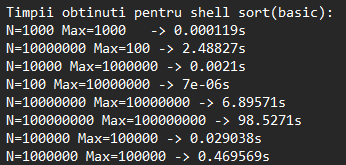 Timpii obtinuti pentru shell sort(basic):
N=1000 Max=1000 -> 0.000119s
N=10000000 Max=100 -> 2.48827s
N=10000 Max=1000000 -> 0.0021s
N=100 Max=10000000 -> 7e-06s
N=10000000 Max=10000000 -> 6.89571s
N=100000000 Max=100000000 -> 98.5271s
N=100000 Max=100000 -> 0.029038s
N=1000000 Max=1000000 -> 0.469569s